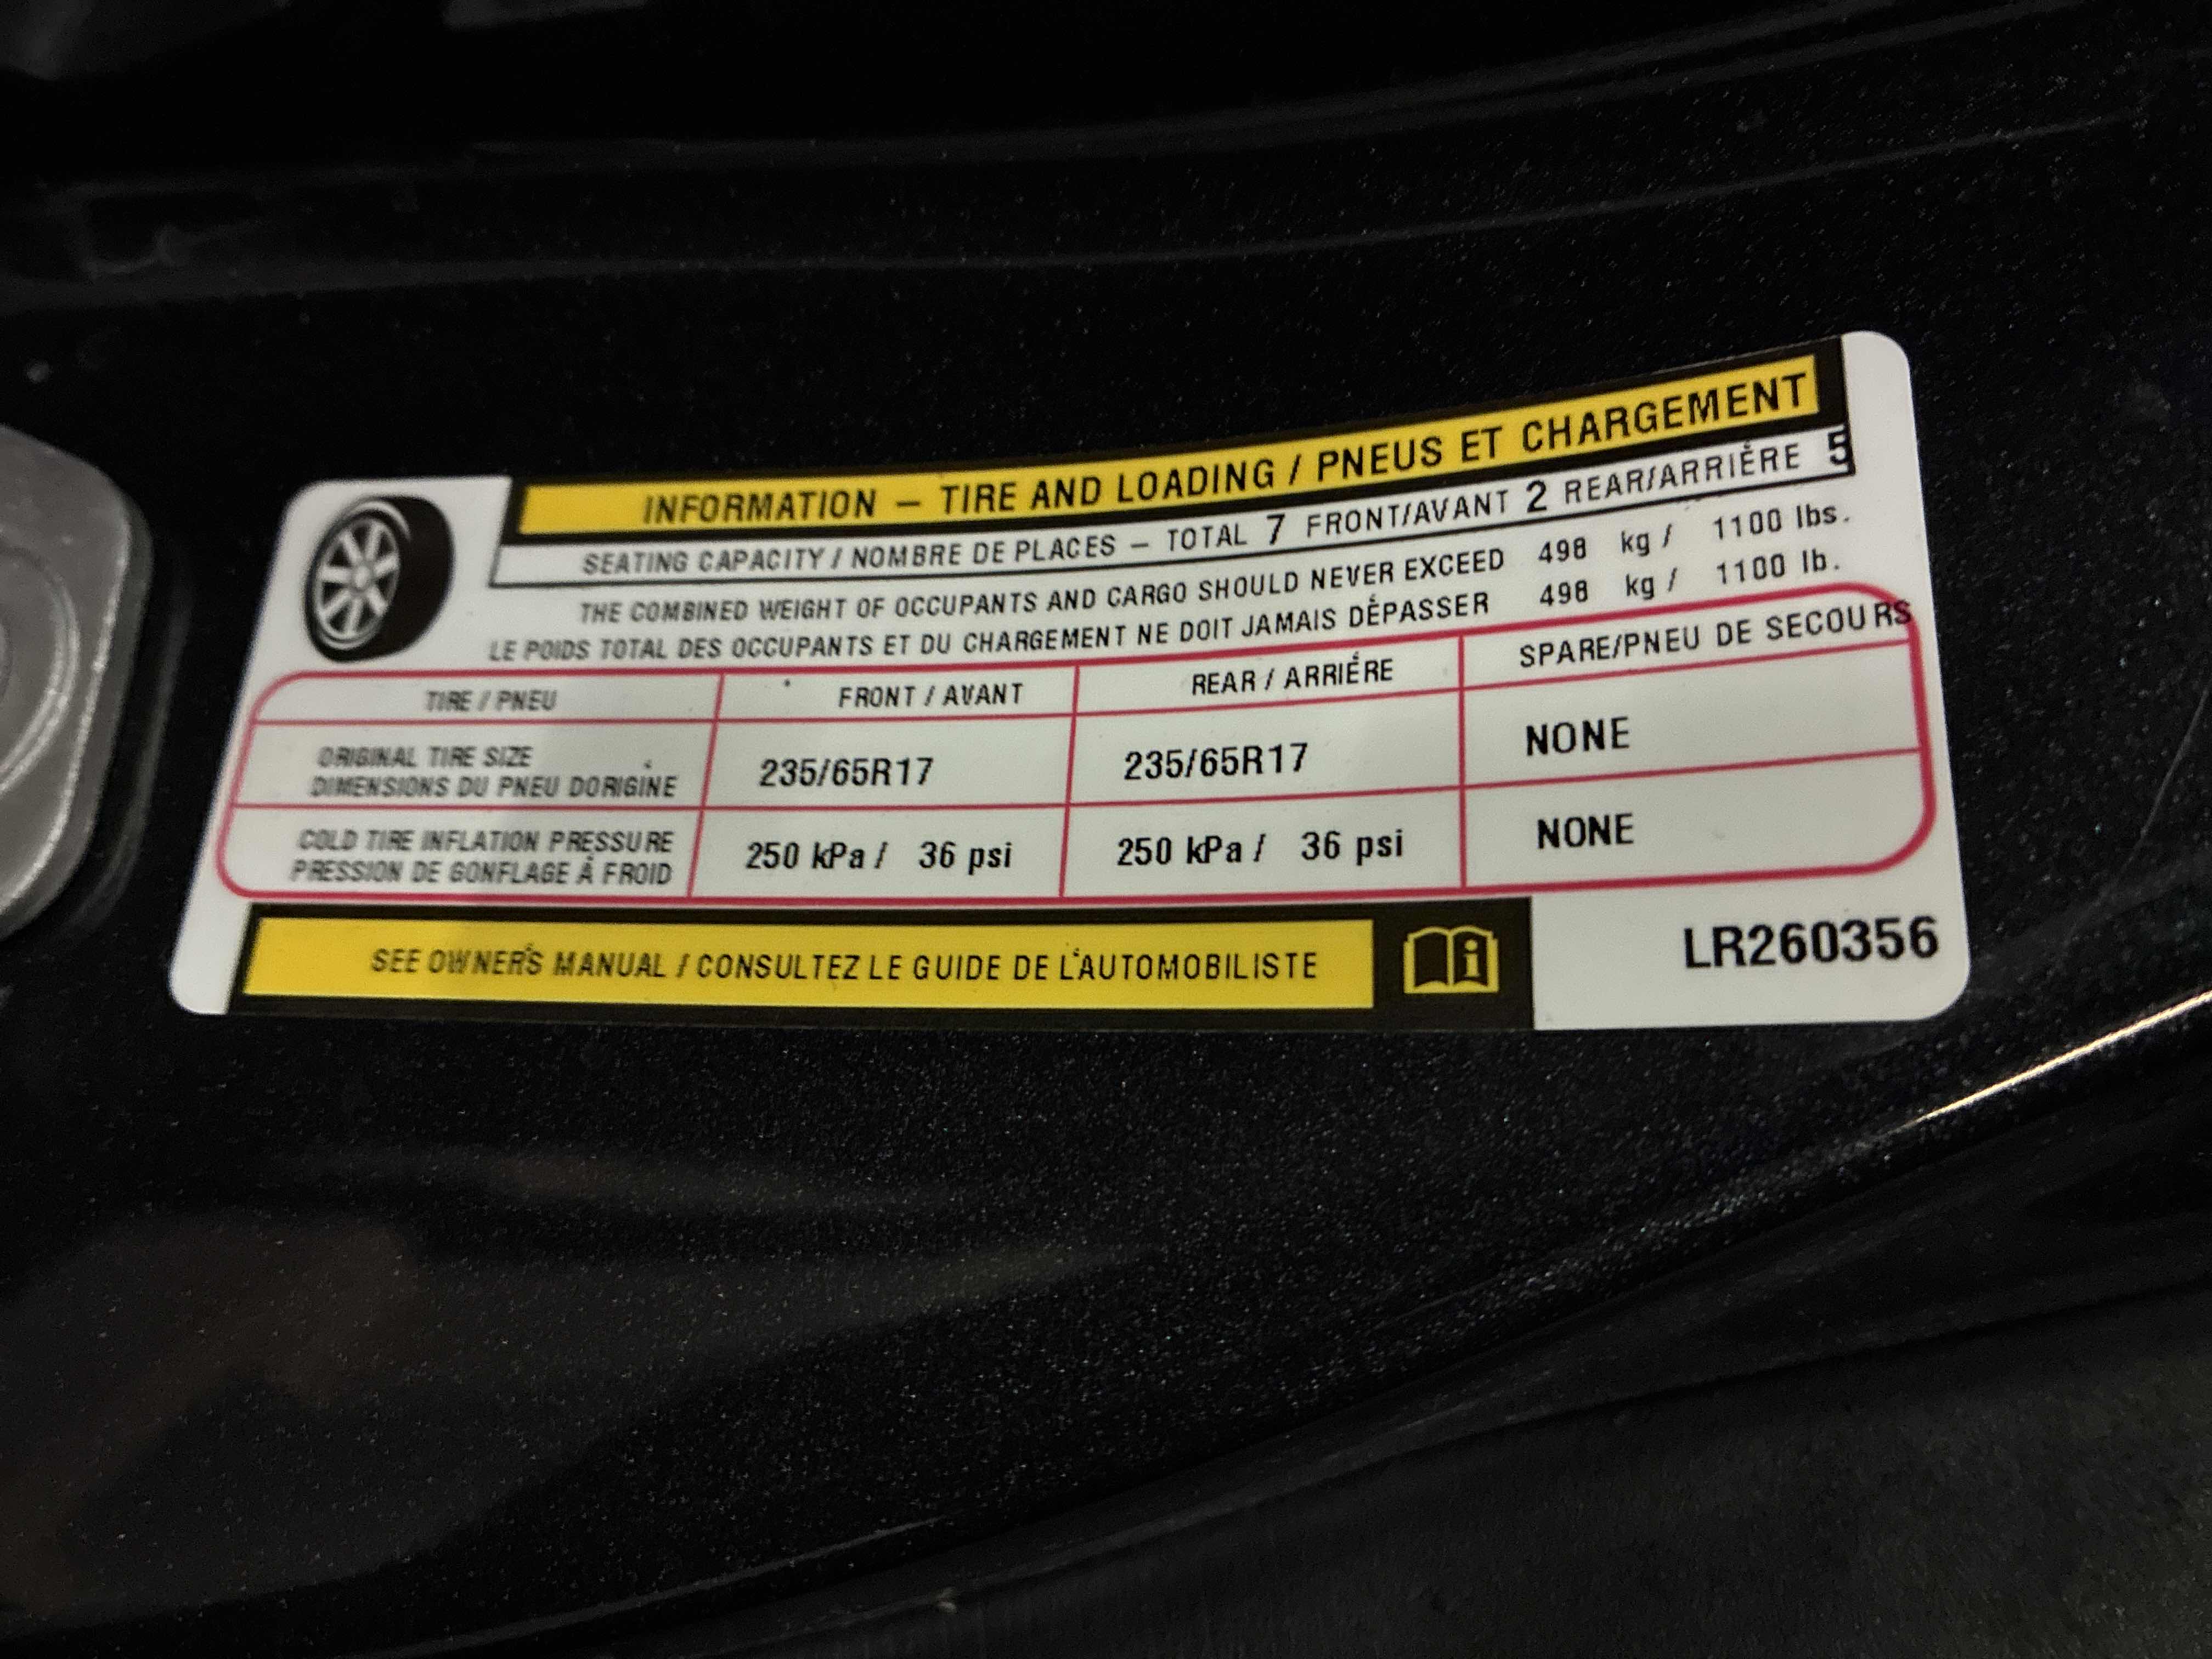 INFORMATION – TIRE AND LOADING / PNEUS ET CHARGEMENT
SEATING CAPACITY / NOMBRE DE PLACES – TOTAL 7 FRONT/AVANT 2 REAR/ARRIÈRE 5
THE COMBINED WEIGHT OF OCCUPANTS AND CARGO SHOULD NEVER EXCEED 498 kg / 1100 lbs.
LE POIDS TOTAL DES OCCUPANTS ET DU CHARGEMENT NE DOIT JAMAIS DÉPASSER 498 kg / 1100 lb.
TIRE / PNEU FRONT / AVANT REAR / ARRIÉRE SPARE/PNEU DE SECOURS
ORIGINAL TIRE SIZE
DIMENSIONS DU PNEU D'ORIGINE 235/65R17 235/65R17 NONE
COLD TIRE INFLATION PRESSURE
PRESSION DE GONFLAGE À FROID 250 kPa / 36 psi 250 kPa / 36 psi NONE
SEE OWNER'S MANUAL / CONSULTEZ LE GUIDE DE L'AUTOMOBILISTE
LR260356